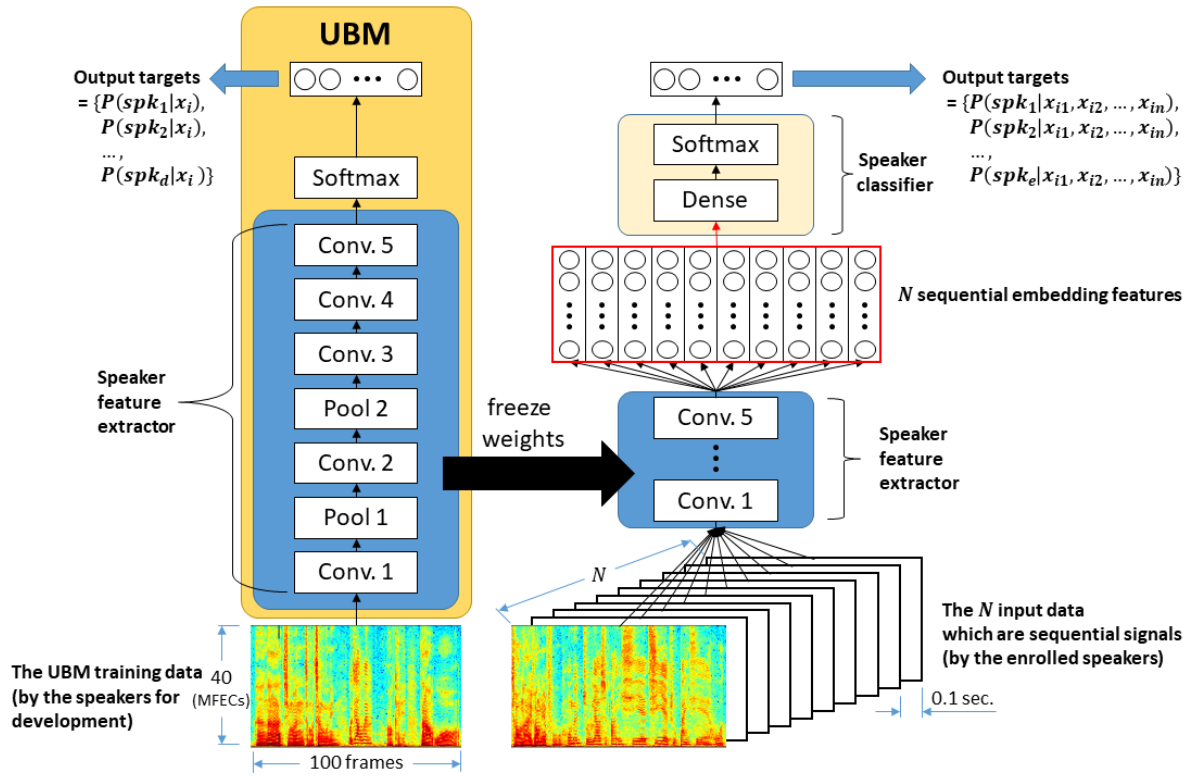 UBM
Output targets
= {P(spk₁|xᵢ),
P(spk₂|xᵢ),
...,
P(spk_d|xᵢ)}
Softmax
Conv. 5
Conv. 4
Conv. 3
Pool 2
Conv. 2
Pool 1
Conv. 1
Speaker
feature
extractor
The UBM training data
(by the speakers for
development)
40
(MFECs)
100 frames
freeze
weights
Output targets
= {P(spk₁|xᵢ₁, xᵢ₂, ..., xᵢₙ),
P(spk₂|xᵢ₁, xᵢ₂, ..., xᵢₙ),
...,
P(spkₑ|xᵢ₁, xᵢ₂, ..., xᵢₙ)}
Softmax
Dense
Speaker
classifier
N sequential embedding features
Conv. 5
Conv. 1
Speaker
feature
extractor
N
The N input data
which are sequential signals
(by the enrolled speakers)
0.1 sec.